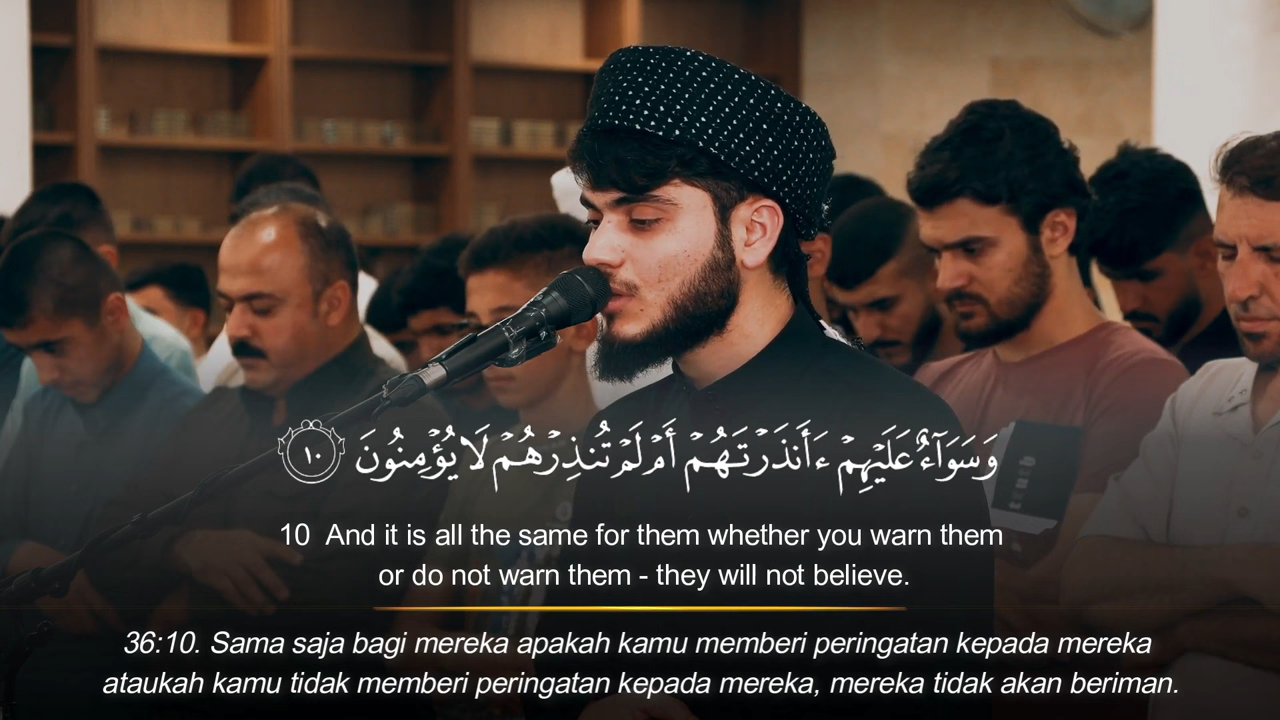 وَسَوَآءٌ عَلَيْهِمْ ءَأَنذَرْتَهُمْ أَمْ لَمْ تُنذِرْهُمْ لَا يُؤْمِنُونَ ١٠
10 And it is all the same for them whether you warn them
or do not warn them - they will not believe.
36:10. Sama saja bagi mereka apakah kamu memberi peringatan kepada mereka
ataukah kamu tidak memberi peringatan kepada mereka, mereka tidak akan beriman.